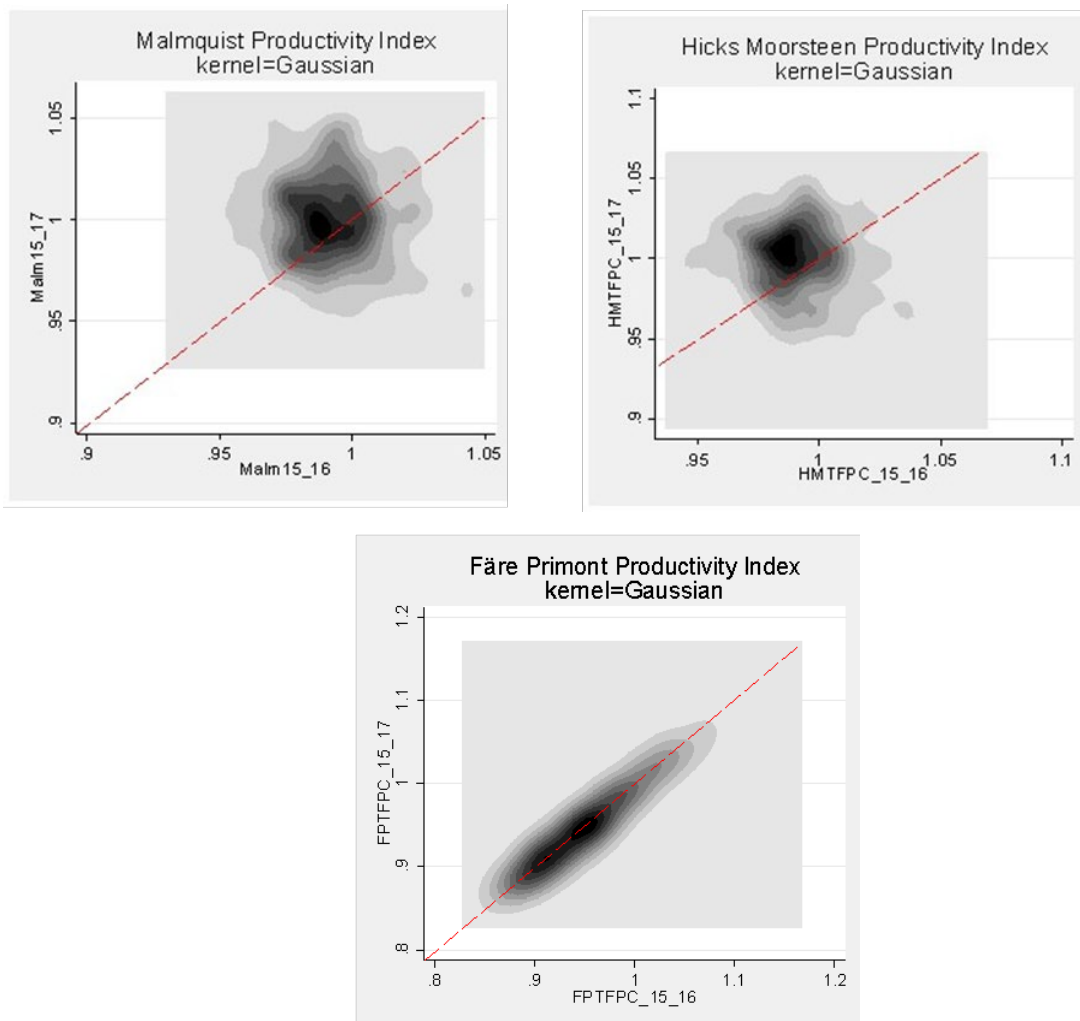 Malmquist Productivity Index
kernel=Gaussian
Malm15_17
1.05
1
.95
.9
.9
.95
1
1.05
Malm15_16
Hicks Moorsteen Productivity Index
kernel=Gaussian
HMTFPC_15_17
1.1
1.05
1
.95
.9
.95
1
1.05
1.1
HMTFPC_15_16
Färe Primont Productivity Index
kernel=Gaussian
FPTFPC_15_17
1.2
1.1
1
.9
.8
.8
.9
1
1.1
1.2
FPTFPC_15_16